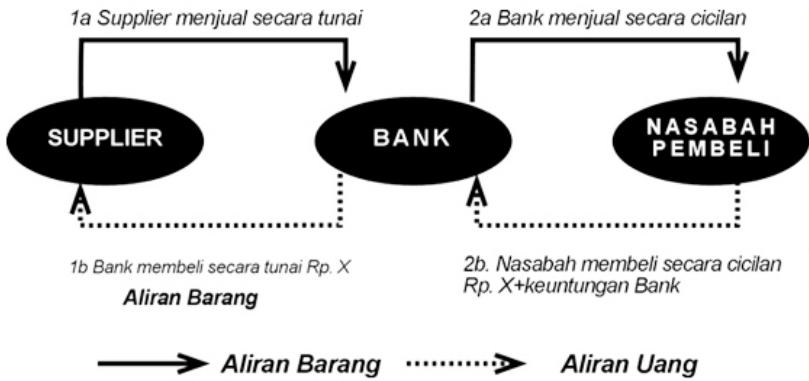 1a Supplier menjual secara tunai
2a Bank menjual secara cicilan
SUPPLIER
BANK
NASABAH
PEMBELI
1b Bank membeli secara tunai Rp. X
Aliran Barang
2b. Nasabah membeli secara cicilan
Rp. X+keuntungan Bank
Aliran Barang
Aliran Uang